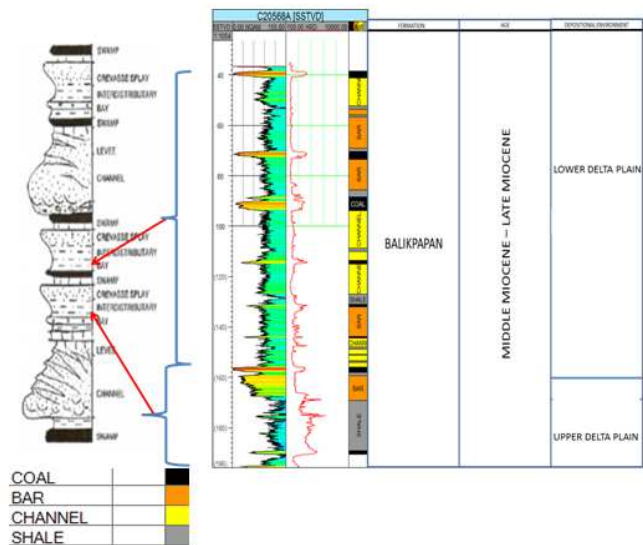 SWAMP
CREVASSE SPLAY
INTERDISTRIBUTARY
BAY
SWAMP
LEVEE
CHANNEL
SWAMP
CREVASSE SPLAY
INTERDISTRIBUTARY
BAY
SWAMP
CREVASSE SPLAY
INTERDISTRIBUTARY
BAY
LEVEE
CHANNEL
SWAMP
COAL
BAR
CHANNEL
SHALE
C20568A [SSTVD]
SSTVD
40
60
80
100
(120)
(140)
(160)
(180)
BAR
BAR
COAL
CHANNEL
SHALE
BAR
BAR
SHALE
FORMATION
AGE
DEPOSITIONAL ENVIRONMENT
BALIKPAPAN
MIDDLE MIOCENE – LATE MIOCENE
LOWER DELTA PLAIN
UPPER DELTA PLAIN